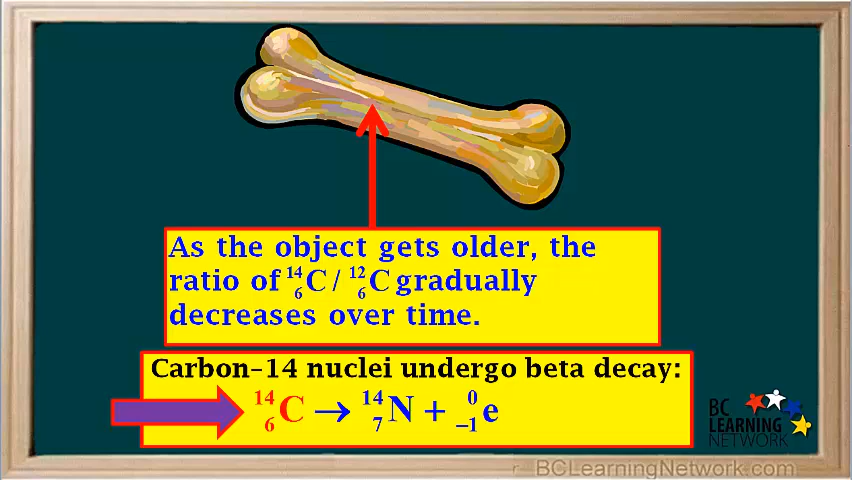 As the object gets older, the
ratio of ¹⁴₆C / ¹²₆C gradually
decreases over time.
Carbon-14 nuclei undergo beta decay:
¹⁴₆C → ¹⁴₇N + ⁰₋₁e
BC
LEARNING
NETWORK
r BCLearningNetwork.com